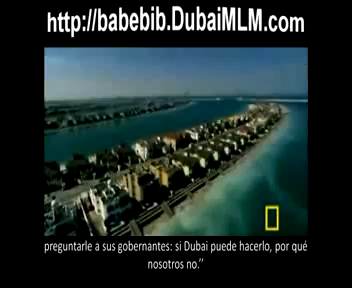 http://babebib.DubaiMLM.com
preguntarle a sus gobernantes: si Dubai puede hacerlo, por qué
nosotros no.”